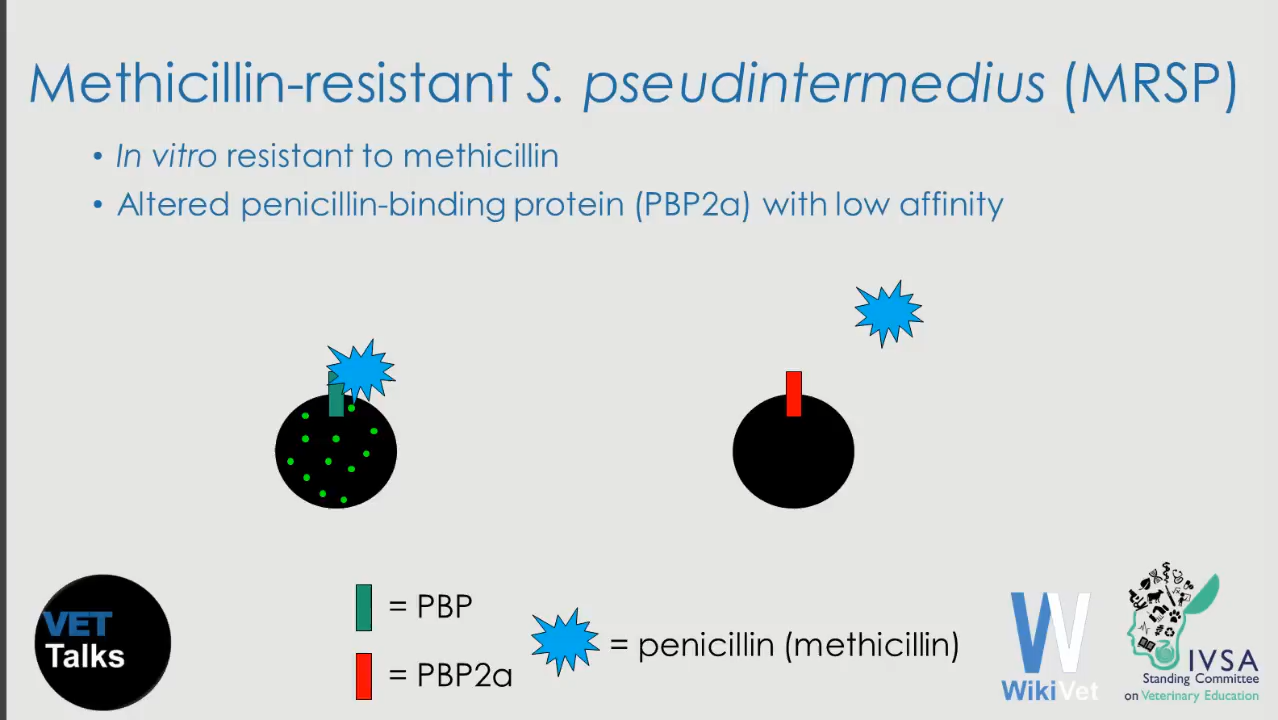 Methicillin-resistant S. pseudintermedius (MRSP)
• In vitro resistant to methicillin
• Altered penicillin-binding protein (PBP2a) with low affinity
= PBP
= PBP2a
= penicillin (methicillin)
VET
Talks
W
WikiVet
IVSA
Standing Committee
on Veterinary Education